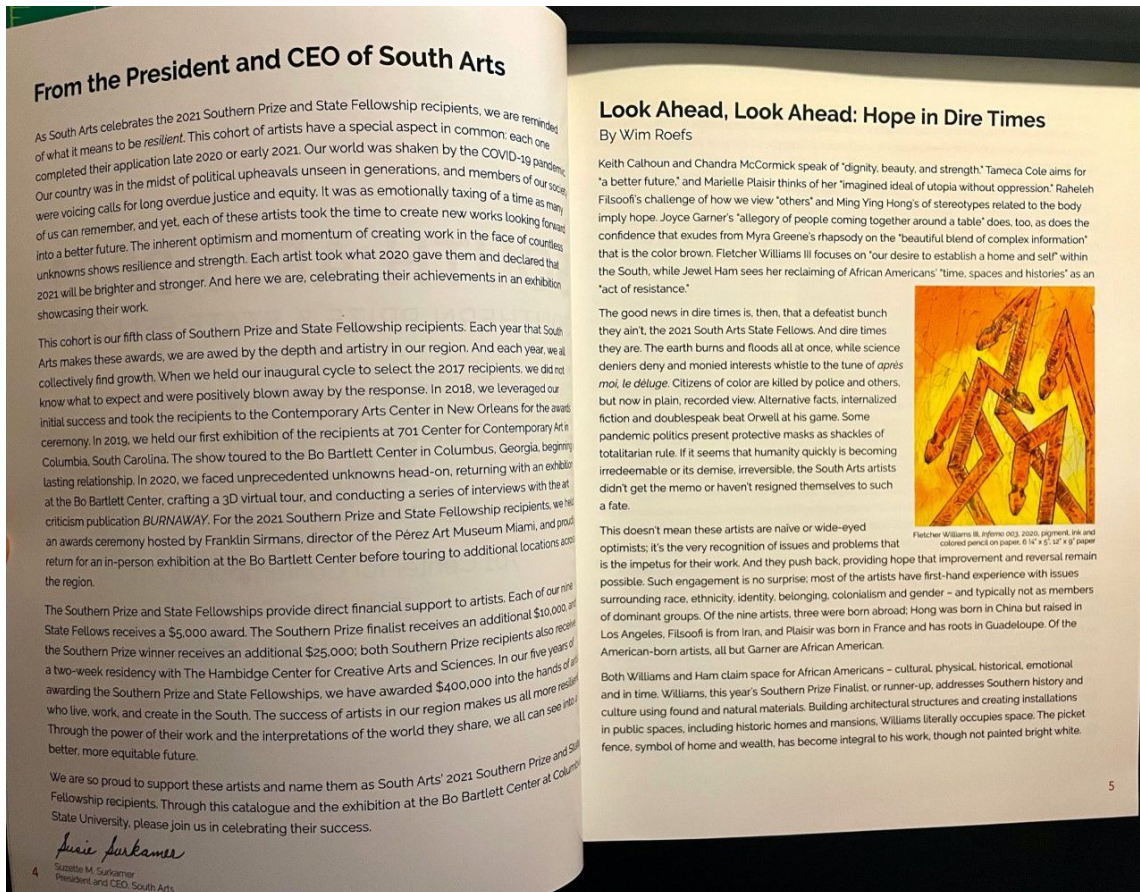 From the President and CEO of South Arts
As South Arts celebrates the 2021 Southern Prize and State Fellowship recipients, we are reminded
of what it means to be resilient. This cohort of artists have a special aspect in common: each one
completed their application late 2020 or early 2021. Our world was shaken by the COVID-19 pandemic.
Our country was in the midst of political upheavals unseen in generations, and members of our society
were voicing calls for long overdue justice and equity. It was as emotionally taxing of a time as many
of us can remember, and yet, each of these artists took the time to create new works looking forward
into a better future. The inherent optimism and momentum of creating work in the face of countless
unknowns shows resilience and strength. Each artist took what 2020 gave them and declared that
2021 will be brighter and stronger. And here we are, celebrating their achievements in an exhibition
showcasing their work.
This cohort is our fifth class of Southern Prize and State Fellowship recipients. Each year that South
Arts makes these awards, we are awed by the depth and artistry in our region. And each year, we all
collectively find growth. When we held our inaugural cycle to select the 2017 recipients, we did not
know what to expect and were positively blown away by the response. In 2018, we leveraged our
initial success and took the recipients to the Contemporary Arts Center in New Orleans for the awards
ceremony. In 2019, we held our first exhibition of the recipients at 701 Center for Contemporary Art in
Columbia, South Carolina. The show toured to the Bo Bartlett Center in Columbus, Georgia, beginning
lasting relationship. In 2020, we faced unprecedented unknowns head-on, returning with an exhibition
at the Bo Bartlett Center, crafting a 3D virtual tour, and conducting a series of interviews with the art
criticism publication BURNAWAY. For the 2021 Southern Prize and State Fellowship recipients, we held
an awards ceremony hosted by Franklin Sirmans, director of the Pérez Art Museum Miami, and proud
return for an in-person exhibition at the Bo Bartlett Center before touring to additional locations across
the region.
The Southern Prize and State Fellowships provide direct financial support to artists. Each of our nine
State Fellows receives a $5,000 award. The Southern Prize finalist receives an additional $10,000, and
the Southern Prize winner receives an additional $25,000; both Southern Prize recipients also receive
a two-week residency with The Hambidge Center for Creative Arts and Sciences. In our five years of
awarding the Southern Prize and State Fellowships, we have awarded $400,000 into the hands of
who live, work, and create in the South. The success of artists in our region makes us all more resilient.
Through the power of their work and the interpretations of the world they share, we all can see into
better, more equitable future.
We are so proud to support these artists and name them as South Arts' 2021 Southern Prize and State
Fellowship recipients. Through this catalogue and the exhibition at the Bo Bartlett Center at Columbus
State University, please join us in celebrating their success.
Susie Surkamer
Suzette M. Surkamer
President and CEO, South Arts
4
Look Ahead, Look Ahead: Hope in Dire Times
By Wim Roefs
Keith Calhoun and Chandra McCormick speak of "dignity, beauty, and strength." Tameca Cole aims for
"a better future," and Marielle Plaisir thinks of her "imagined ideal of utopia without oppression." Raheleh
Filsoofi's challenge of how we view "others" and Ming Ying Hong's of stereotypes related to the body
imply hope. Joyce Garner's "allegory of people coming together around a table" does, too, as does the
confidence that exudes from Myra Greene's rhapsody on the "beautiful blend of complex information"
that is the color brown. Fletcher Williams III focuses on "our desire to establish a home and self" within
the South, while Jewel Ham sees her reclaiming of African Americans' "time, spaces and histories" as an
"act of resistance."
The good news in dire times is, then, that a defeatist bunch
they ain't, the 2021 South Arts State Fellows. And dire times
they are. The earth burns and floods all at once, while science
deniers deny and monied interests whistle to the tune of après
moi, le déluge. Citizens of color are killed by police and others,
but now in plain, recorded view. Alternative facts, internalized
fiction and doublespeak beat Orwell at his game. Some
pandemic politics present protective masks as shackles of
totalitarian rule. If it seems that humanity quickly is becoming
irredeemable or its demise, irreversible, the South Arts artists
didn't get the memo or haven't resigned themselves to such
a fate.
Fletcher Williams III, Inferno 003, 2020, pigment, ink and
colored pencil on paper, 6 ¼" x 5", 12" x 9" paper
This doesn't mean these artists are naïve or wide-eyed
optimists; it's the very recognition of issues and problems that
is the impetus for their work. And they push back, providing hope that improvement and reversal remain
possible. Such engagement is no surprise; most of the artists have first-hand experience with issues
surrounding race, ethnicity, identity, belonging, colonialism and gender – and typically not as members
of dominant groups. Of the nine artists, three were born abroad; Hong was born in China but raised in
Los Angeles, Filsoofi is from Iran, and Plaisir was born in France and has roots in Guadeloupe. Of the
American-born artists, all but Garner are African American.
Both Williams and Ham claim space for African Americans – cultural, physical, historical, emotional
and in time. Williams, this year's Southern Prize Finalist, or runner-up, addresses Southern history and
culture using found and natural materials. Building architectural structures and creating installations
in public spaces, including historic homes and mansions, Williams literally occupies space. The picket
fence, symbol of home and wealth, has become integral to his work, though not painted bright white.
5